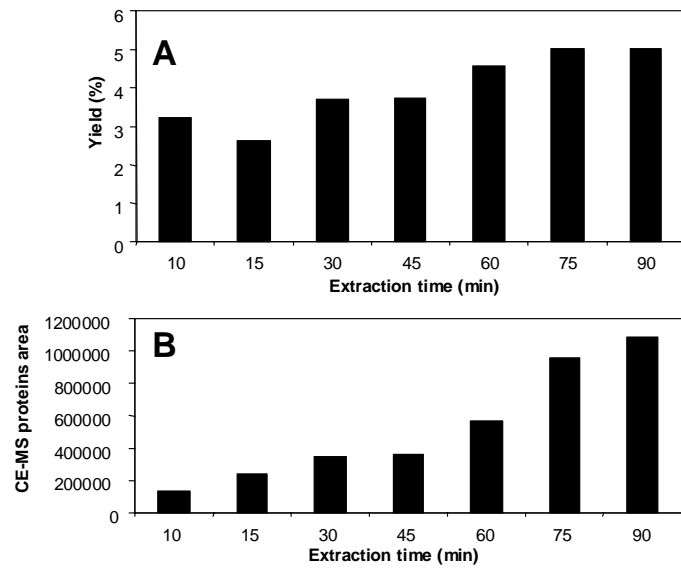 A
Yield (%)
6
5
4
3
2
1
0
10 15 30 45 60 75 90
Extraction time (min)
B
CE-MS proteins area
1200000
1000000
800000
600000
400000
200000
0
10 15 30 45 60 75 90
Extraction time (min)